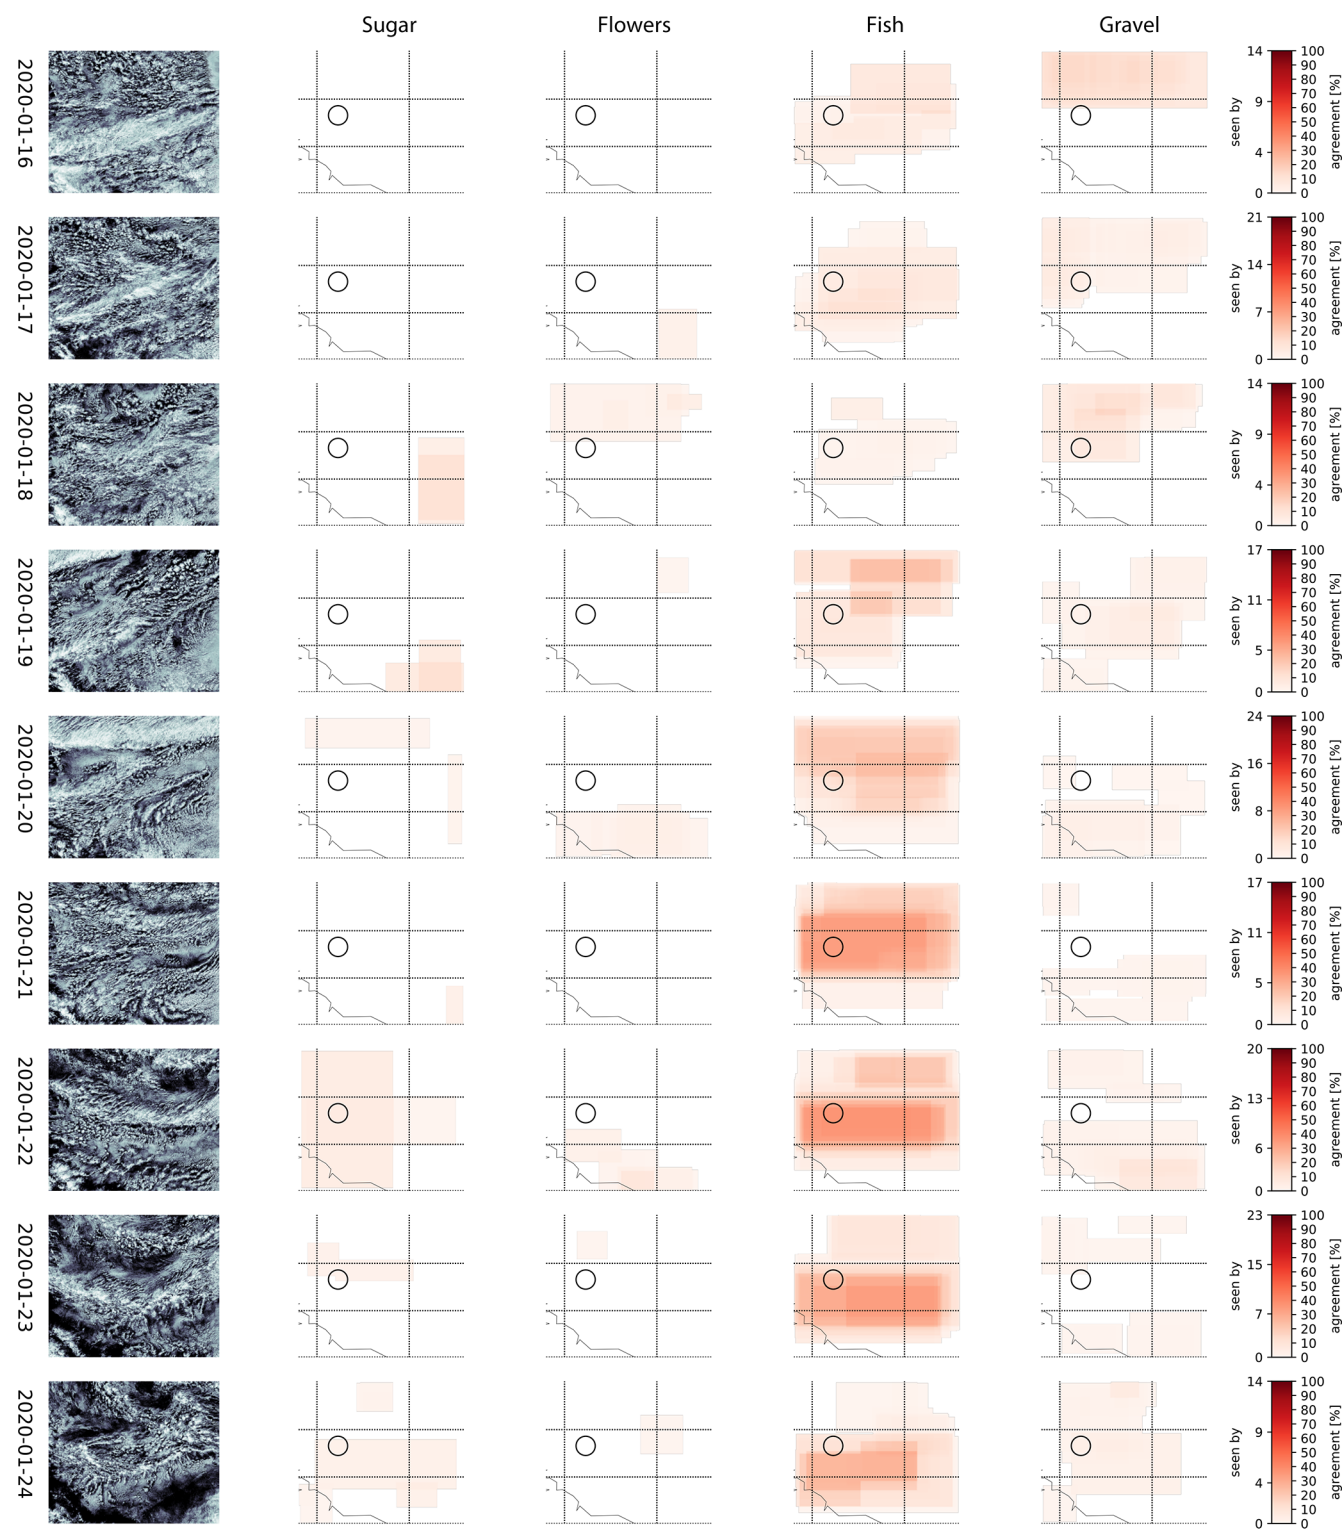 Sugar Flowers Fish Gravel
2020-01-16
14 9 4 0
seen by
100 90 80 70 60 50 40 30 20 10 0
agreement [%]
2020-01-17
21 14 7 0
seen by
100 90 80 70 60 50 40 30 20 10 0
agreement [%]
2020-01-18
14 9 4 0
seen by
100 90 80 70 60 50 40 30 20 10 0
agreement [%]
2020-01-19
17 11 5 0
seen by
100 90 80 70 60 50 40 30 20 10 0
agreement [%]
2020-01-20
24 16 8 0
seen by
100 90 80 70 60 50 40 30 20 10 0
agreement [%]
2020-01-21
17 11 5 0
seen by
100 90 80 70 60 50 40 30 20 10 0
agreement [%]
2020-01-22
20 13 6 0
seen by
100 90 80 70 60 50 40 30 20 10 0
agreement [%]
2020-01-23
23 15 7 0
seen by
100 90 80 70 60 50 40 30 20 10 0
agreement [%]
2020-01-24
14 9 4 0
seen by
100 90 80 70 60 50 40 30 20 10 0
agreement [%]